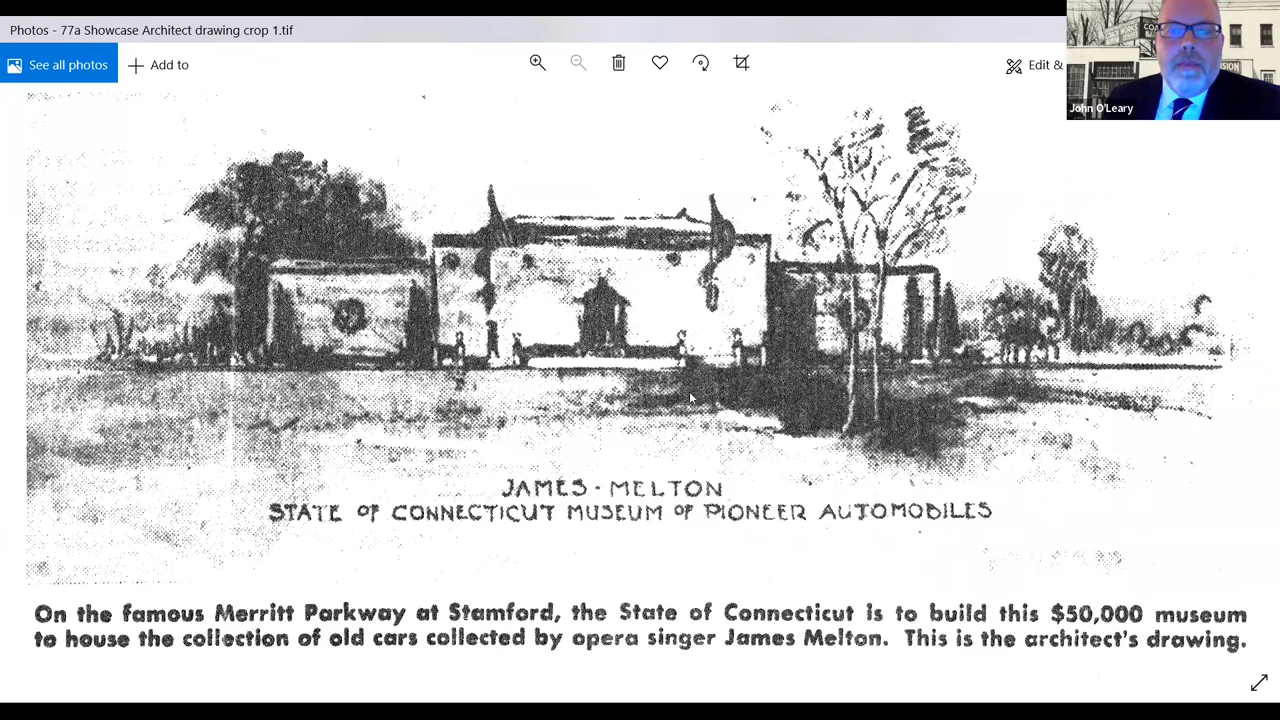 Photos - 77a Showcase Architect drawing crop 1.tif
See all photos
Add to
Edit &
John O'Leary
JAMES · MELTON
STATE OF CONNECTICUT MUSEUM OF PIONEER AUTOMOBILES
On the famous Merritt Parkway at Stamford, the State of Connecticut is to build this $50,000 museum
to house the collection of old cars collected by opera singer James Melton. This is the architect's drawing.